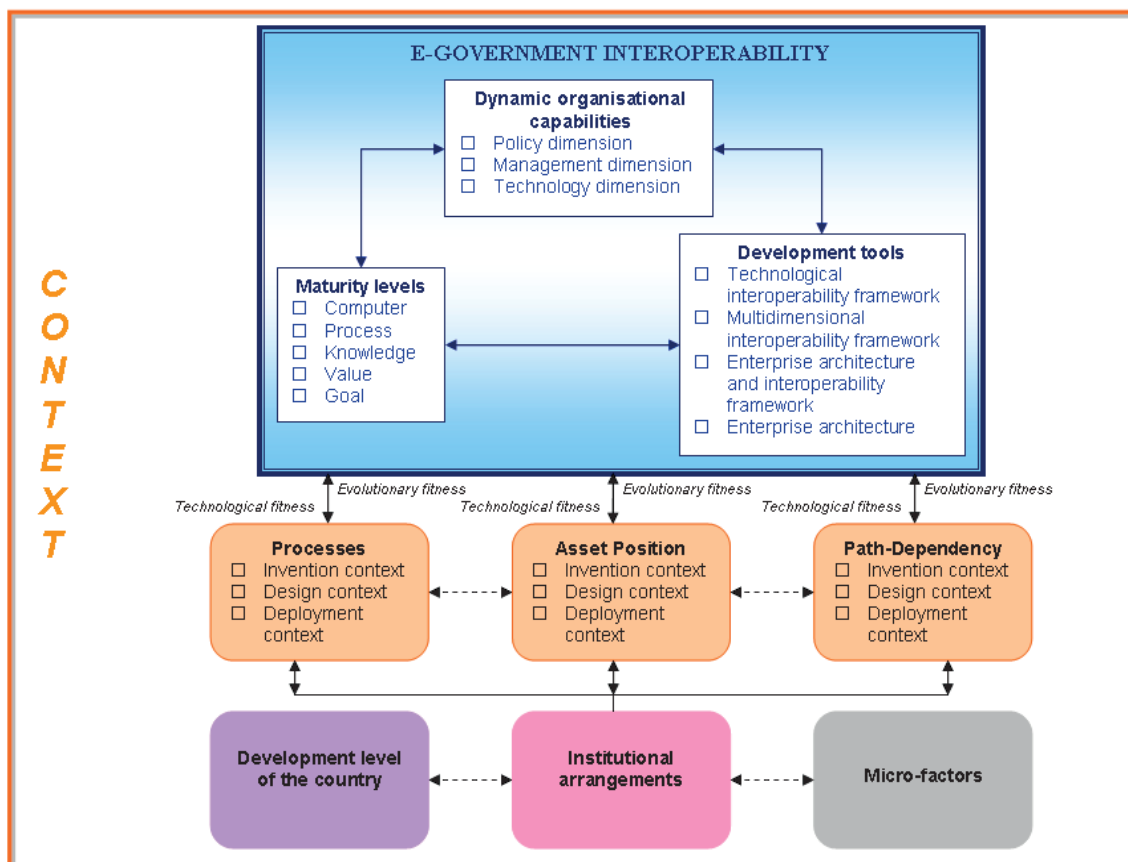 E-GOVERNMENT INTEROPERABILITY
Dynamic organisational
capabilities
Policy dimension
Management dimension
Technology dimension
Development tools
Technological
interoperability framework
Multidimensional
interoperability framework
Enterprise architecture
and interoperability
framework
Enterprise architecture
Maturity levels
Computer
Process
Knowledge
Value
Goal
C
O
N
T
E
X
T
Evolutionary fitness
Technological fitness
Evolutionary fitness
Technological fitness
Evolutionary fitness
Technological fitness
Processes
Invention context
Design context
Deployment
context
Asset Position
Invention context
Design context
Deployment
context
Path-Dependency
Invention context
Design context
Deployment
context
Development level
of the country
Institutional
arrangements
Micro-factors